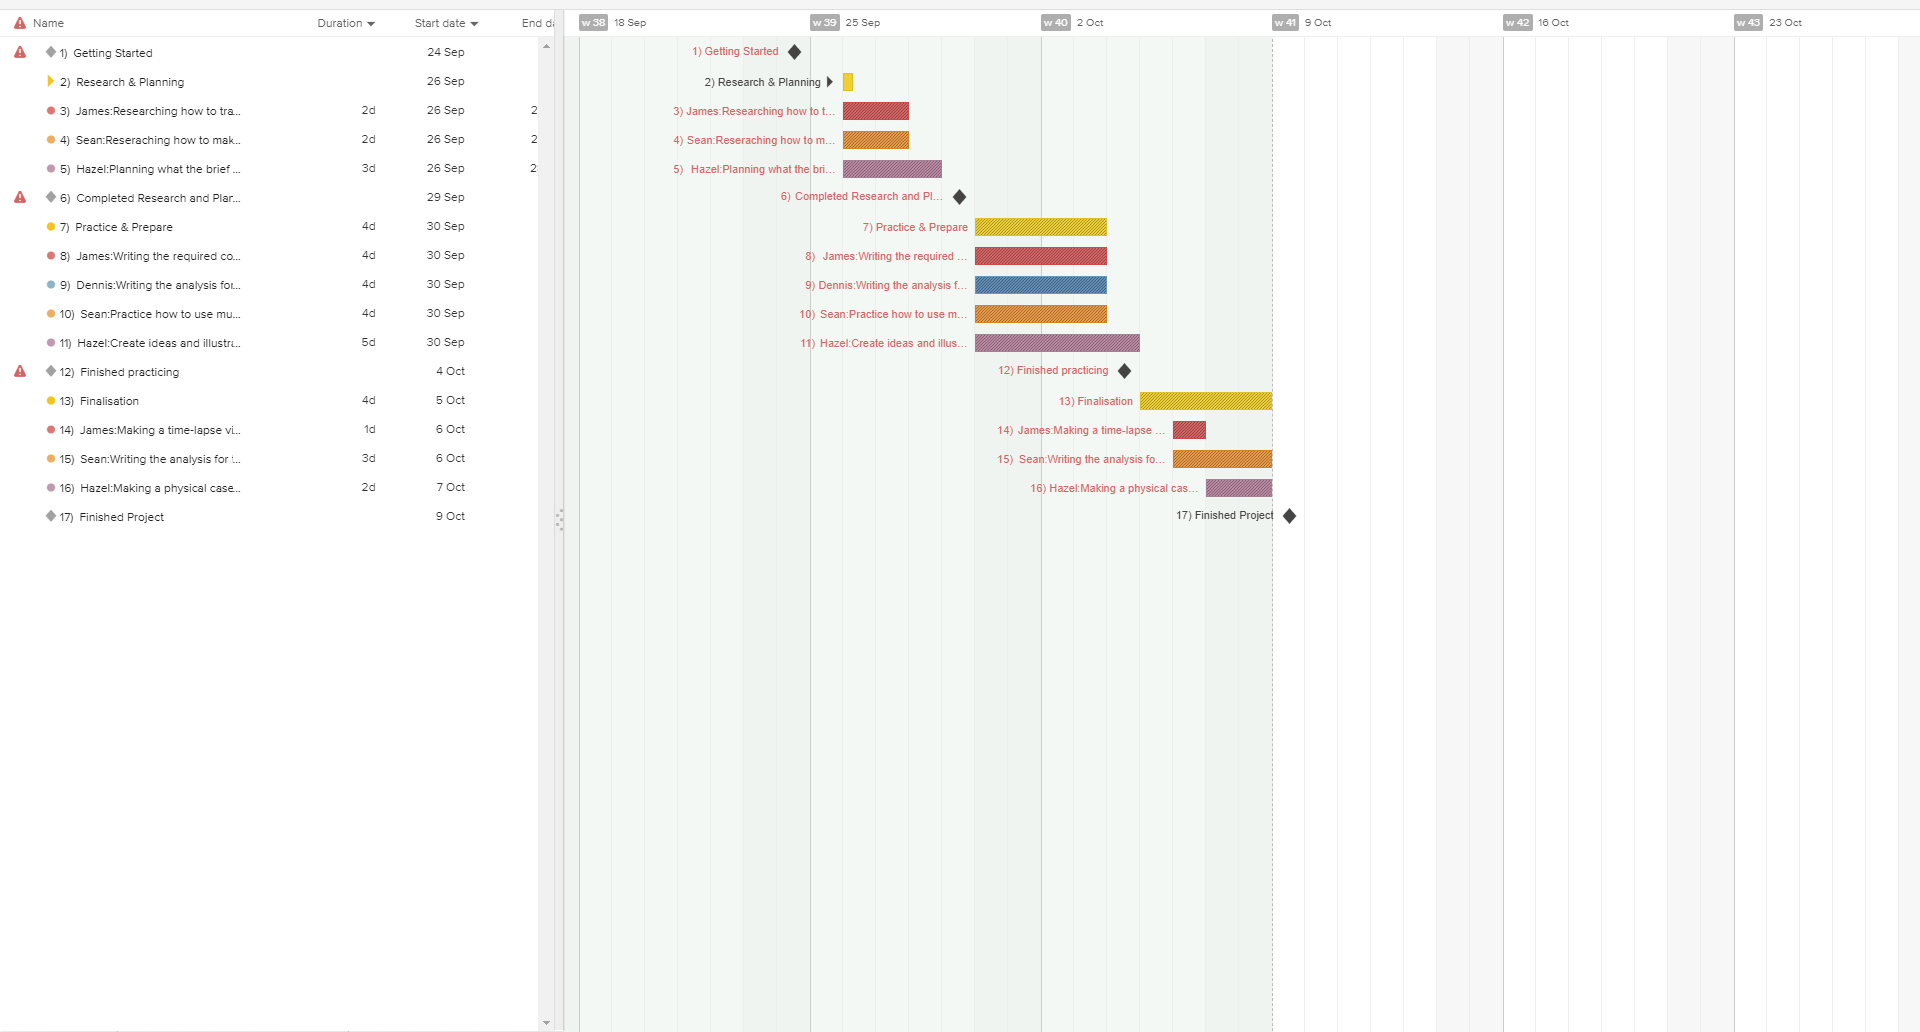 Name Duration Start date End da w 38 18 Sep w 39 25 Sep w 40 2 Oct w 41 9 Oct w 42 16 Oct w 43 23 Oct
1) Getting Started 24 Sep 1) Getting Started
2) Research & Planning 26 Sep 2) Research & Planning
3) James:Researching how to tra... 2d 26 Sep 2 3) James:Researching how to t...
4) Sean:Reseraching how to mak... 2d 26 Sep 2 4) Sean:Reseraching how to m...
5) Hazel:Planning what the brief ... 3d 26 Sep 2 5) Hazel:Planning what the bri...
6) Completed Research and Plar... 29 Sep 6) Completed Research and Pl...
7) Practice & Prepare 4d 30 Sep 7) Practice & Prepare
8) James:Writing the required co... 4d 30 Sep 8) James:Writing the required ...
9) Dennis:Writing the analysis for... 4d 30 Sep 9) Dennis:Writing the analysis f...
10) Sean:Practice how to use mu... 4d 30 Sep 10) Sean:Practice how to use m...
11) Hazel:Create ideas and illustr... 5d 30 Sep 11) Hazel:Create ideas and illus...
12) Finished practicing 4 Oct 12) Finished practicing
13) Finalisation 4d 5 Oct 13) Finalisation
14) James:Making a time-lapse vi... 1d 6 Oct 14) James:Making a time-lapse ...
15) Sean:Writing the analysis for ... 3d 6 Oct 15) Sean:Writing the analysis fo...
16) Hazel:Making a physical case... 2d 7 Oct 16) Hazel:Making a physical cas...
17) Finished Project 9 Oct 17) Finished Project